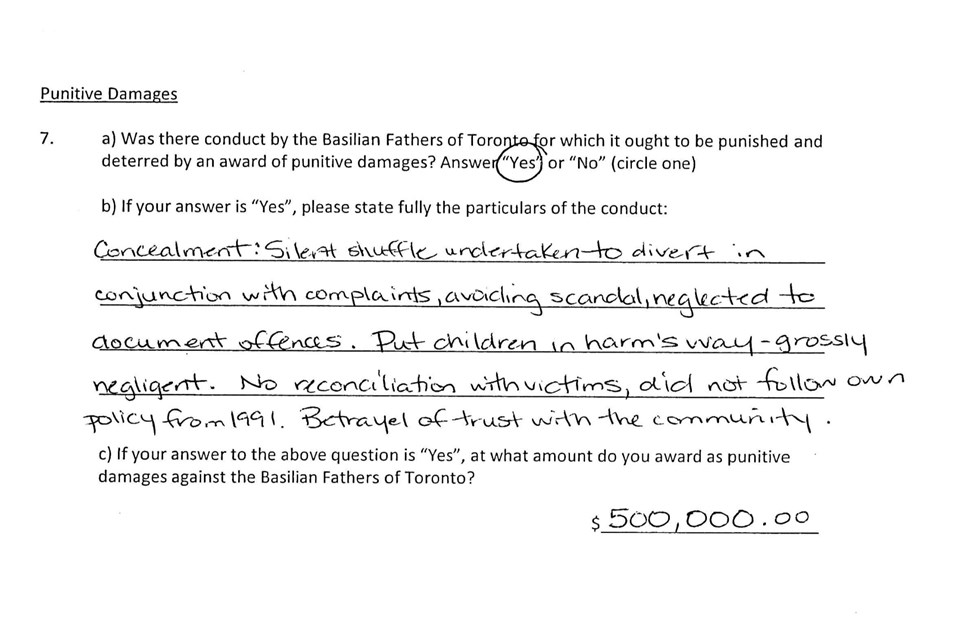 Punitive Damages
7. a) Was there conduct by the Basilian Fathers of Toronto for which it ought to be punished and
deterred by an award of punitive damages? Answer "Yes" or "No" (circle one)
b) If your answer is "Yes", please state fully the particulars of the conduct:
Concealment: Silent shuffle undertaken to divert in
conjunction with complaints, avoiding scandal, neglected to
document offences. Put children in harm's way - grossly
negligent. No reconciliation with victims, did not follow own
policy from 1991. Betrayel of trust with the community.
c) If your answer to the above question is "Yes", at what amount do you award as punitive
damages against the Basilian Fathers of Toronto?
$ 500,000.00